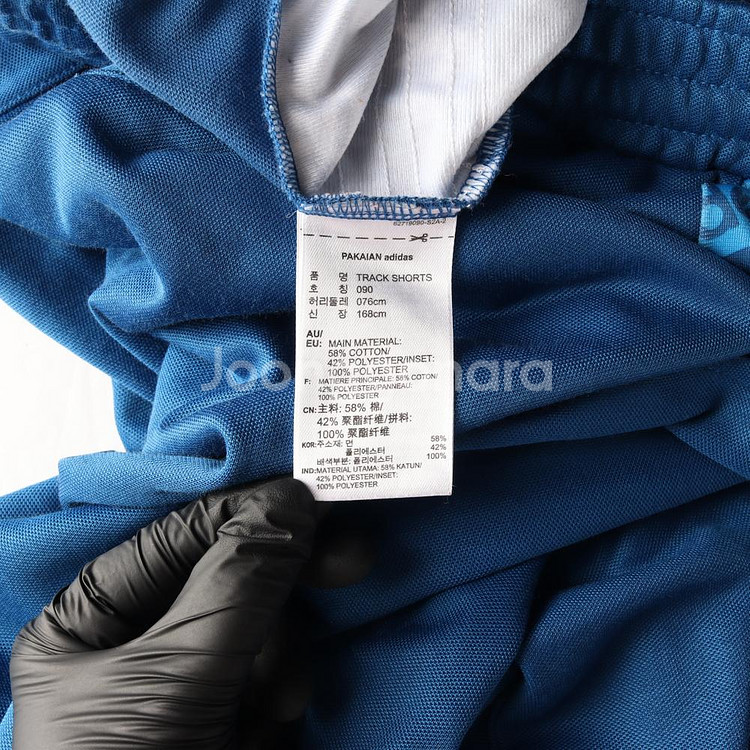 62719090-S2A-2
PAKAIAN adidas
품 명 TRACK SHORTS
호 칭 090
허리둘레 076cm
신 장 168cm
AU/
EU: MAIN MATERIAL:
58% COTTON/
42% POLYESTER/INSET:
100% POLYESTER
F: MATIERE PRINCIPALE: 58% COTON/
42% POLYESTER/PANNEAU:
100% POLYESTER
CN:主料: 58% 棉/
42% 聚酯纤维/拼料:
100% 聚酯纤维
KOR:주소재: 면 58%
폴리에스터 42%
배색부분: 폴리에스터 100%
IND:MATERIAL UTAMA: 58% KATUN/
42% POLYESTER/INSET:
100% POLYESTER